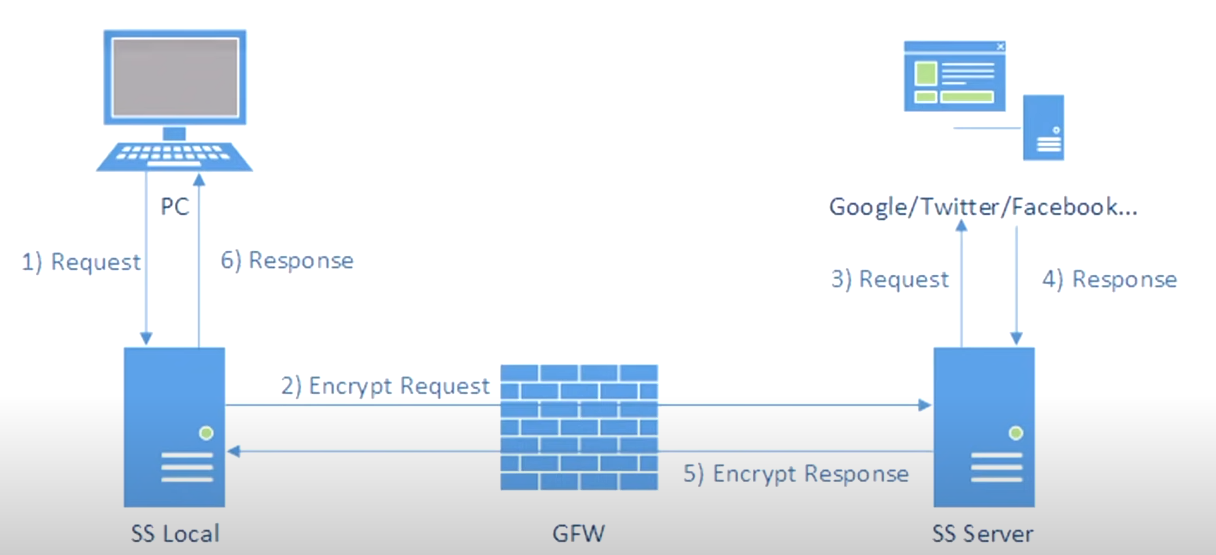 PC
Google/Twitter/Facebook...
1) Request
6) Response
3) Request
4) Response
2) Encrypt Request
5) Encrypt Response
SS Local
GFW
SS Server